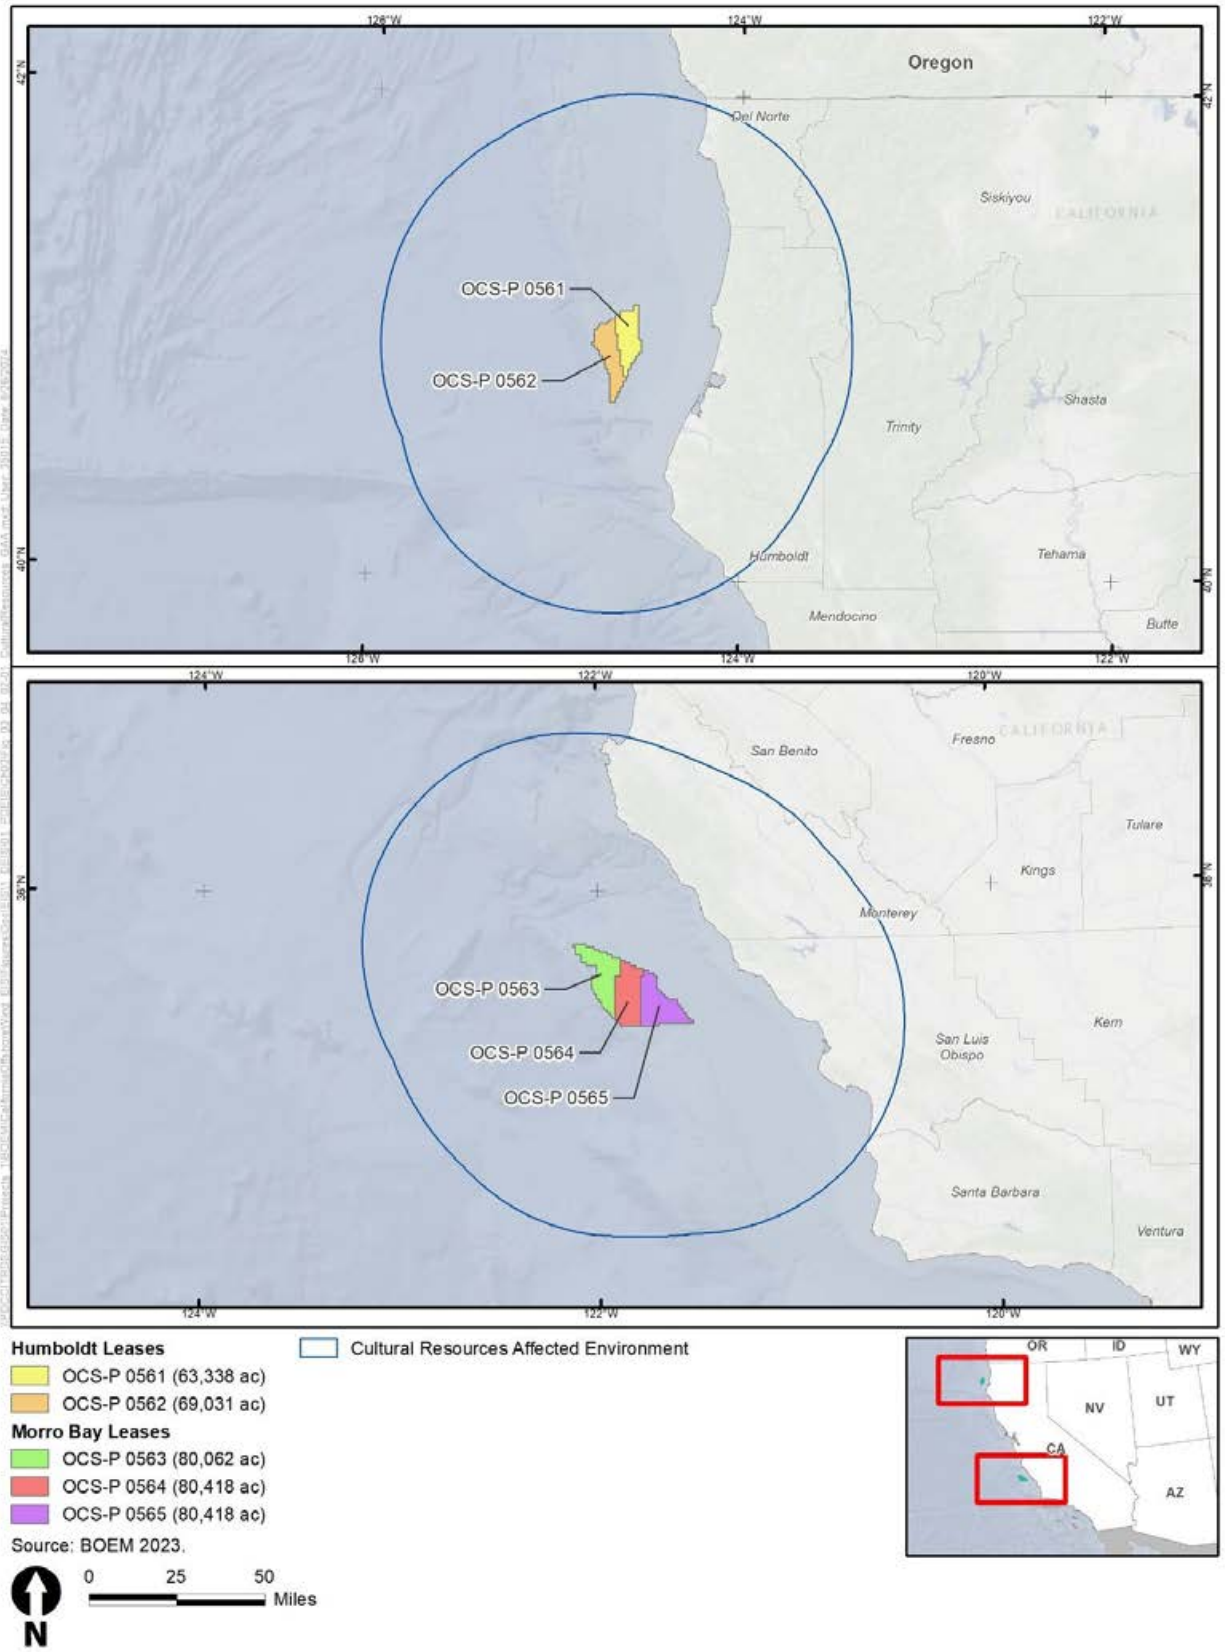 126°W 124°W 122°W
42°N
42°N
Oregon
Del Norte
Siskiyou
CALIFORNIA
OCS-P 0561
OCS-P 0562
Shasta
Trinity
Humboldt
Tehama
40°N
40°N
Mendocino
Butte
126°W 124°W 122°W
124°W 122°W 120°W
San Benito
Fresno
CALIFORNIA
Tulare
Kings
36°N
36°N
Monterey
OCS-P 0563
OCS-P 0564
OCS-P 0565
Kern
San Luis
Obispo
Santa Barbara
Ventura
124°W 122°W 120°W
Humboldt Leases
OCS-P 0561 (63,338 ac)
OCS-P 0562 (69,031 ac)
Morro Bay Leases
OCS-P 0563 (80,062 ac)
OCS-P 0564 (80,418 ac)
OCS-P 0565 (80,418 ac)
Source: BOEM 2023.
Cultural Resources Affected Environment
0 25 50
Miles
N
OR ID WY
NV UT
CA
AZ